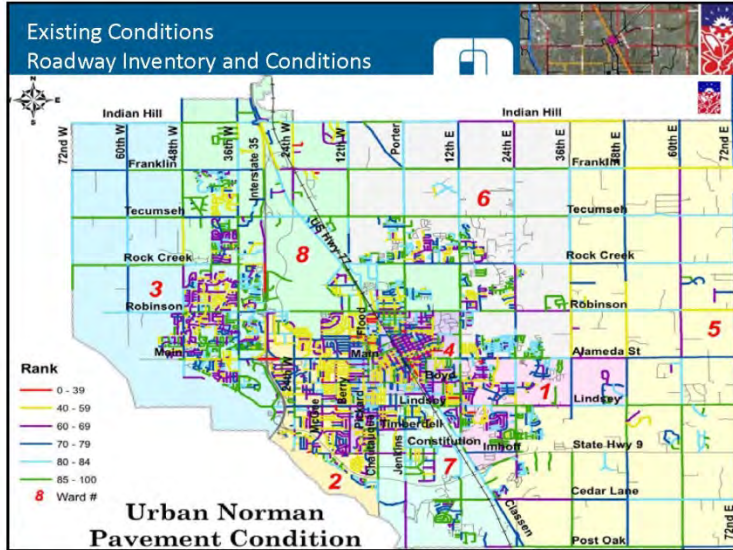 Existing Conditions
Roadway Inventory and Conditions
N
W E
S
Indian Hill
Indian Hill
72nd W
60th W
48th W
36th W
Interstate 35
24th W
12th W
Porter
12th E
24th E
36th E
48th E
60th E
72nd E
Franklin
Franklin
6
Tecumseh
Tecumseh
US Hwy 77
8
Rock Creek
Rock Creek
3
Robinson
Robinson
Flood
5
Main
Main
4
Alameda St
24th W
Boyd
1
McGee
Berry
Pickard
Chautauqua
Lindsey
Lindsey
Timberdell
Jenkins
Constitution
Imhoff
State Hwy 9
7
2
Cedar Lane
Classen
Post Oak
72nd E
Rank
0 - 39
40 - 59
60 - 69
70 - 79
80 - 84
85 - 100
8 Ward #
Urban Norman
Pavement Condition